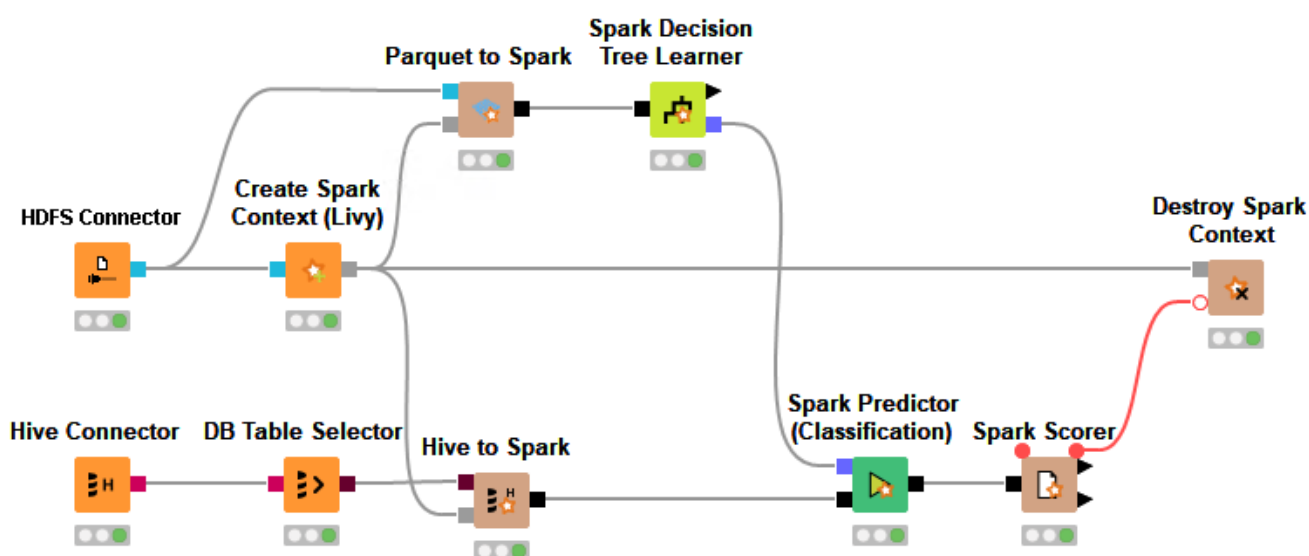 Spark Decision
Tree Learner
Parquet to Spark
Create Spark
Context (Livy)
HDFS Connector
Destroy Spark
Context
Spark Predictor
(Classification)
Spark Scorer
Hive Connector
DB Table Selector
Hive to Spark
H
H